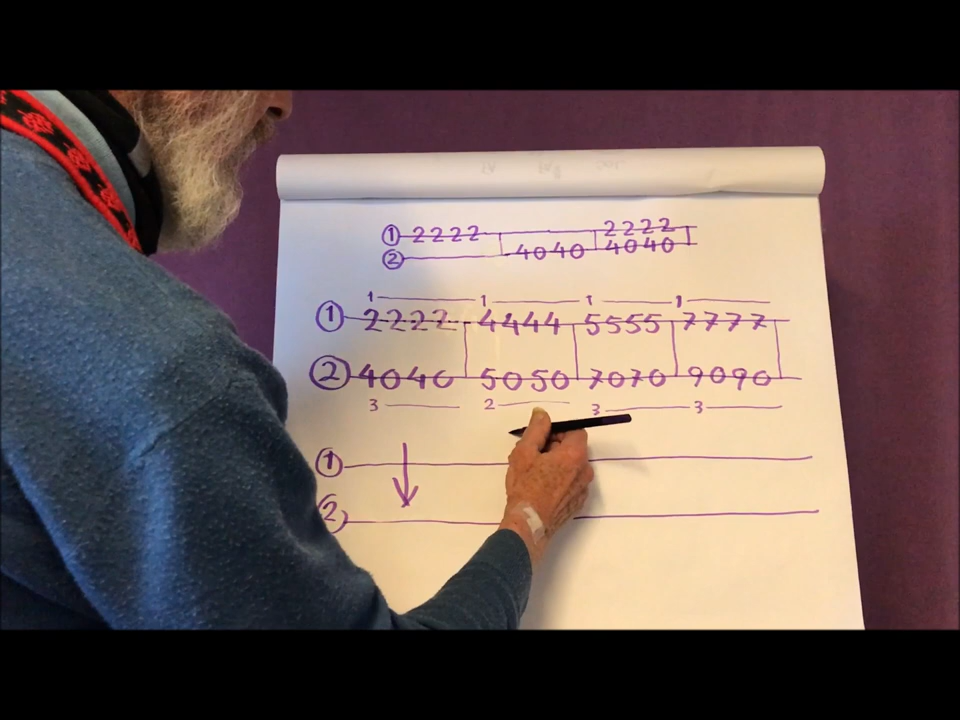 ① 2222 2222
② 4040 4040
1 1 1 1
① 2222 4444 5555 7777
② 4040 5050 7070 9090
3 2 3 3
①
②